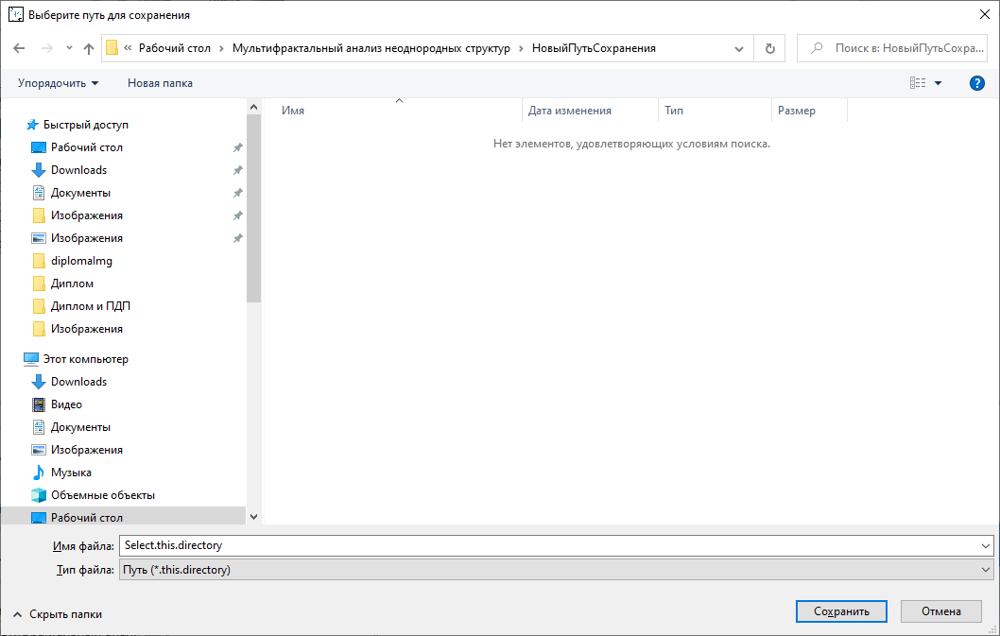 Выберите путь для сохранения
« Рабочий стол › Мультифрактальный анализ неоднородных структур › НовыйПутьСохранения
Поиск в: НовыйПутьСохра...
Упорядочить
Новая папка
?
Имя
Дата изменения
Тип
Размер
Нет элементов, удовлетворяющих условиям поиска.
Быстрый доступ
Рабочий стол
Downloads
Документы
Изображения
Изображения
diplomaImg
Диплом
Диплом и ПДП
Изображения
Этот компьютер
Downloads
Видео
Документы
Изображения
Музыка
Объемные объекты
Рабочий стол
Имя файла: Select.this.directory
Тип файла: Путь (*.this.directory)
Скрыть папки
Сохранить
Отмена